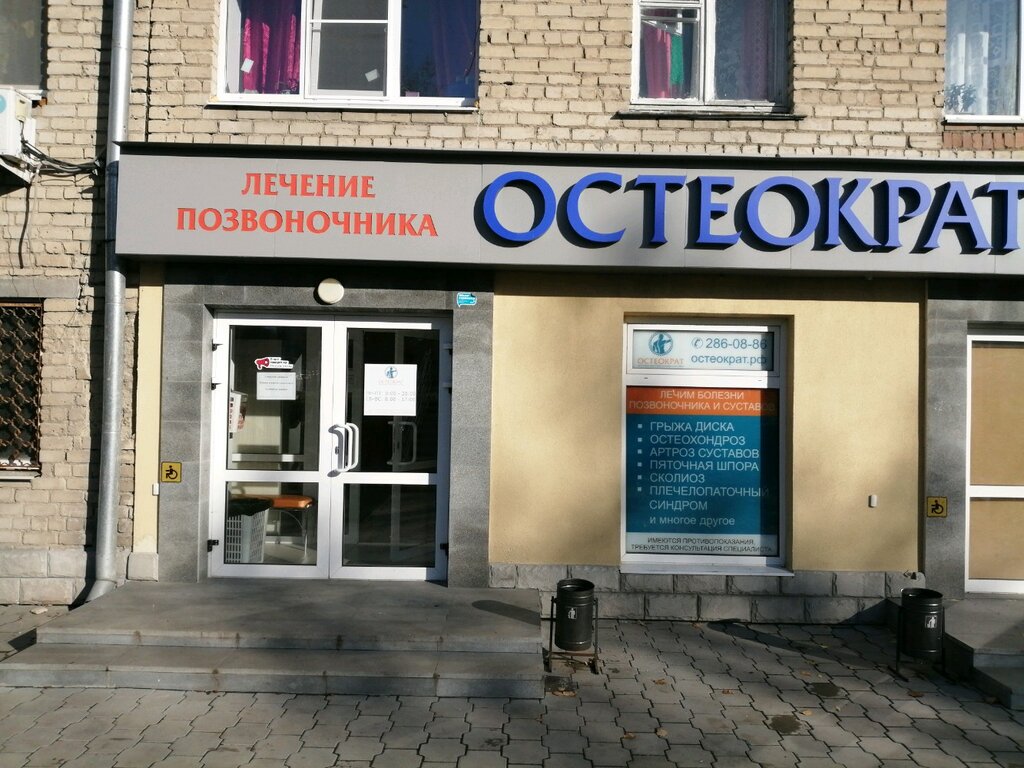 ЛЕЧЕНИЕ
ПОЗВОНОЧНИКА
ОСТЕОКРАТ
286-08-86
ОСТЕОКРАТ
остеократ.рф
ЛЕЧИМ БОЛЕЗНИ
ПОЗВОНОЧНИКА И СУСТАВОВ
ГРЫЖА ДИСКА
ОСТЕОХОНДРОЗ
АРТРОЗ СУСТАВОВ
ПЯТОЧНАЯ ШПОРА
СКОЛИОЗ
ПЛЕЧЕЛОПАТОЧНЫЙ
СИНДРОМ
и многое другое
ИМЕЮТСЯ ПРОТИВОПОКАЗАНИЯ.
ТРЕБУЕТСЯ КОНСУЛЬТАЦИЯ СПЕЦИАЛИСТА